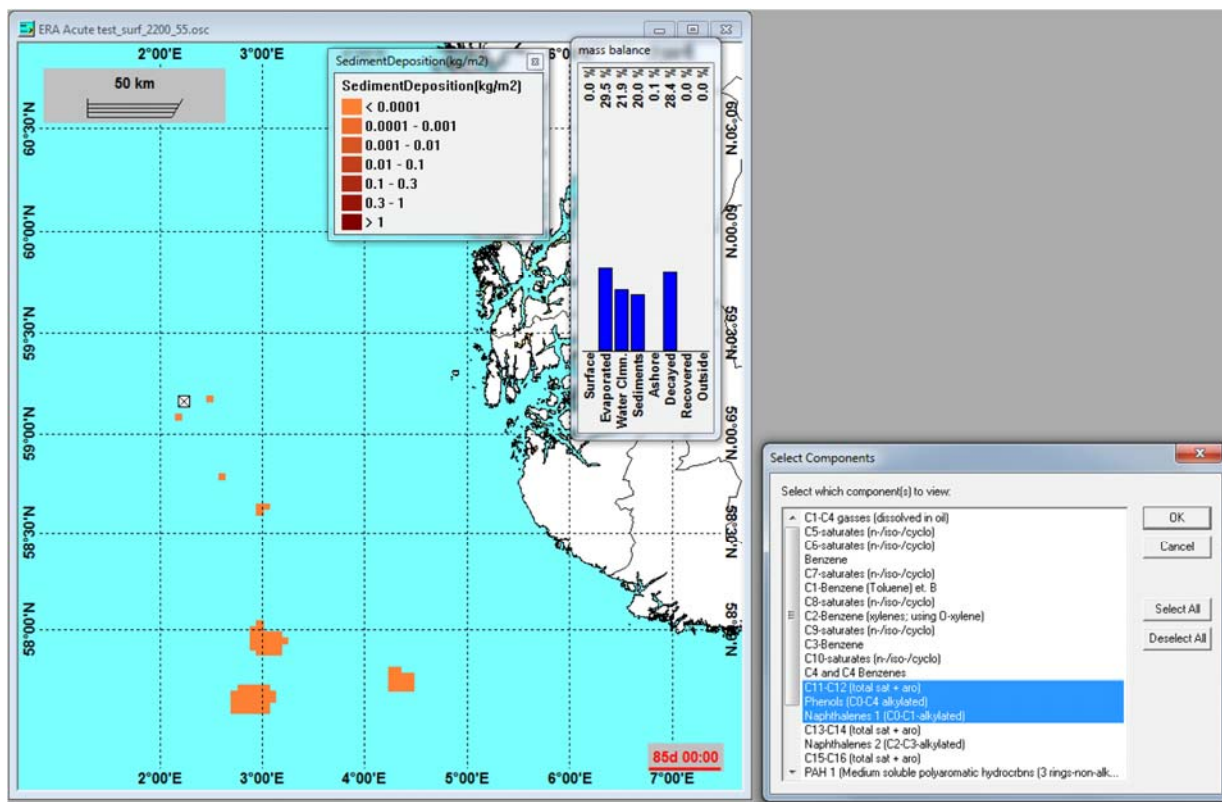 ERA Acute test_surf_2200_55.osc
2°00'E
3°00'E
6°0
50 km
SedimentDeposition(kg/m2)
SedimentDeposition(kg/m2)
< 0.0001
0.0001 - 0.001
0.001 - 0.01
0.01 - 0.1
0.1 - 0.3
0.3 - 1
> 1
mass balance
0.0 %
29.5 %
21.9 %
20.0 %
0.1 %
28.4 %
0.0 %
0.0 %
Surface
Evaporated
Water Clmn.
Sediments
Ashore
Decayed
Recovered
Outside
60°30'N
60°00'N
59°30'N
59°00'N
58°30'N
58°00'N
60°30'N
60°00'N
59°30'N
59°00'N
58°30'N
58°00'N
2°00'E
3°00'E
4°00'E
5°00'E
6°00'E
7°00'E
85d 00:00
Select Components
Select which component(s) to view:
C1-C4 gasses (dissolved in oil)
C5-saturates (n-/iso-/cyclo)
C6-saturates (n-/iso-/cyclo)
Benzene
C7-saturates (n-/iso-/cyclo)
C1-Benzene (Toluene) et. B
C8-saturates (n-/iso-/cyclo)
C2-Benzene (xylenes; using O-xylene)
C9-saturates (n-/iso-/cyclo)
C3-Benzene
C10-saturates (n-/iso-/cyclo)
C4 and C4 Benzenes
C11-C12 (total sat + aro)
Phenols (C0-C4 alkylated)
Naphthalenes 1 (C0-C1-alkylated)
C13-C14 (total sat + aro)
Naphthalenes 2 (C2-C3-alkylated)
C15-C16 (total sat + aro)
PAH 1 (Medium soluble polyaromatic hydrocrbns (3 rings-non-alk...
OK
Cancel
Select All
Deselect All